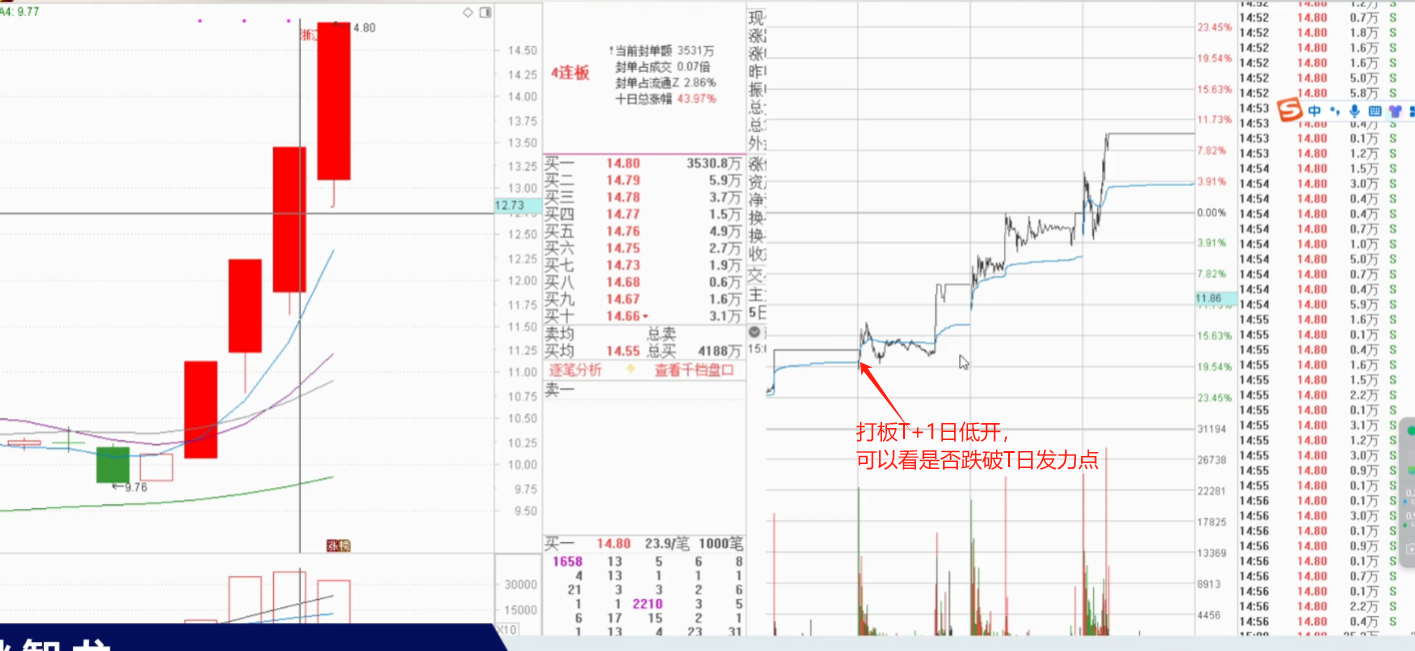 A4: 9.77
4.80
14.50
14.25
14.00
13.75
13.50
13.25
13.00
12.73
12.50
12.25
12.00
11.75
11.50
11.25
11.00
10.75
10.50
10.25
10.00
9.75
9.50
←9.76
涨榜
30000
15000
X10
4连板
当前封单额 3531万
封单占成交 0.07倍
封单占流通Z 2.86%
十日总涨幅 43.97%
买一 14.80 3530.8万
买二 14.79 5.9万
买三 14.78 3.7万
买四 14.77 1.5万
买五 14.76 4.9万
买六 14.75 2.7万
买七 14.73 1.9万
买八 14.68 0.6万
买九 14.67 1.6万
买十 14.66 3.1万
卖均 总卖
买均 14.55 总买 4188万
逐笔分析 查看千档盘口
卖一
买一 14.80 23.9/笔 1000笔
1658 13 5 6 8
4 13 1 1 1
21 3 3 2 6
1 1 2210 3 5
6 17 15 2 1
1 13 4 23 31
23.45%
19.54%
15.63%
11.73%
7.82%
3.91%
0.00%
3.91%
7.82%
11.86
15.63%
19.54%
23.45%
31194
26738
22281
17825
13369
8913
4456
打板T+1日低开，
可以看是否跌破T日发力点
14:52 14.80 0.7万 S
14:52 14.80 1.8万 S
14:52 14.80 1.6万 S
14:52 14.80 1.6万 S
14:52 14.80 5.0万 S
14:52 14.80 5.8万 S
14:53
中
14:53 14.80 0.1万 S
14:53 14.80 1.2万 S
14:54 14.80 1.5万 S
14:54 14.80 3.0万 S
14:54 14.80 0.4万 S
14:54 14.80 0.4万 S
14:54 14.80 0.7万 S
14:54 14.80 1.0万 S
14:54 14.80 5.0万 S
14:54 14.80 0.7万 S
14:54 14.80 0.4万 S
14:54 14.80 5.9万 S
14:55 14.80 1.6万 S
14:55 14.80 0.1万 S
14:55 14.80 0.4万 S
14:55 14.80 1.6万 S
14:55 14.80 1.5万 S
14:55 14.80 2.2万 S
14:55 14.80 0.1万 S
14:55 14.80 3.1万 S
14:55 14.80 1.2万 S
14:55 14.80 3.0万 S
14:55 14.80 0.9万 S
14:55 14.80 0.1万 S
14:56 14.80 0.1万 S
14:56 14.80 3.0万 S
14:56 14.80 0.1万 S
14:56 14.80 0.9万 S
14:56 14.80 0.1万 S
14:56 14.80 0.7万 S
14:56 14.80 0.1万 S
14:56 14.80 2.2万 S
14:56 14.80 0.4万 S